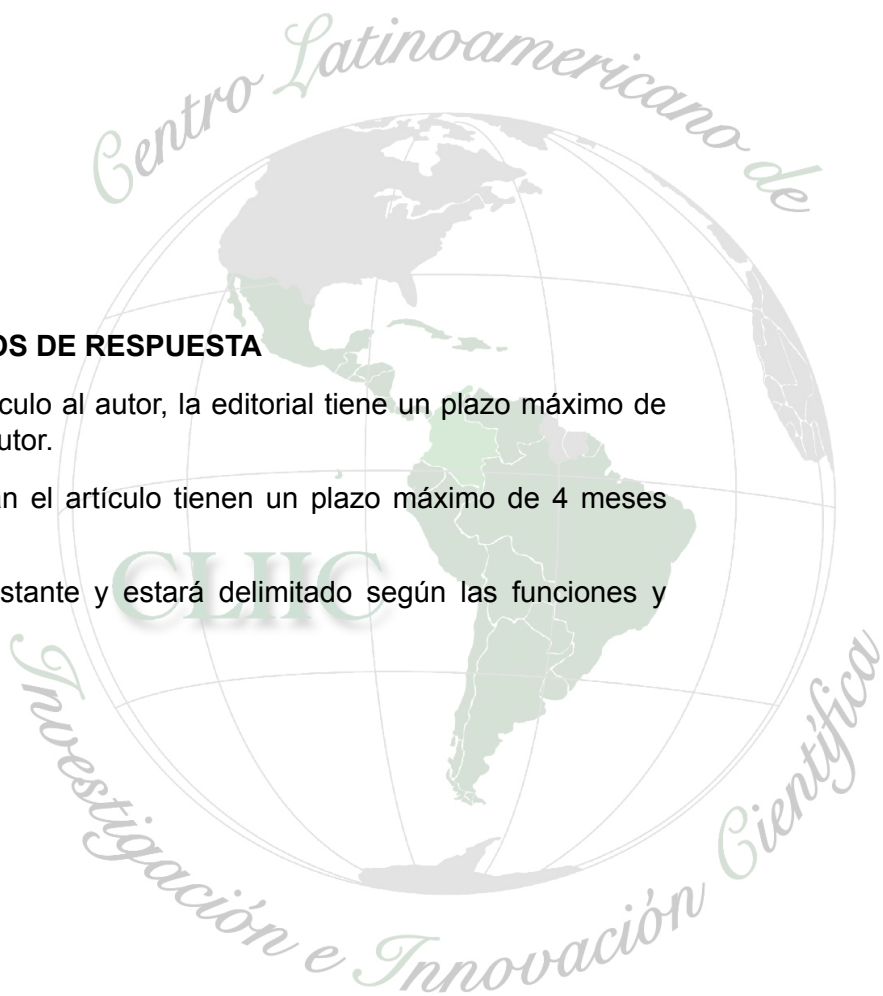 Centro Latinoamericano de
OS DE RESPUESTA
culo al autor, la editorial tiene un plazo máximo de
utor.
an el artículo tienen un plazo máximo de 4 meses
CLIIC
stante y estará delimitado según las funciones y
Investigación e Innovación Científica